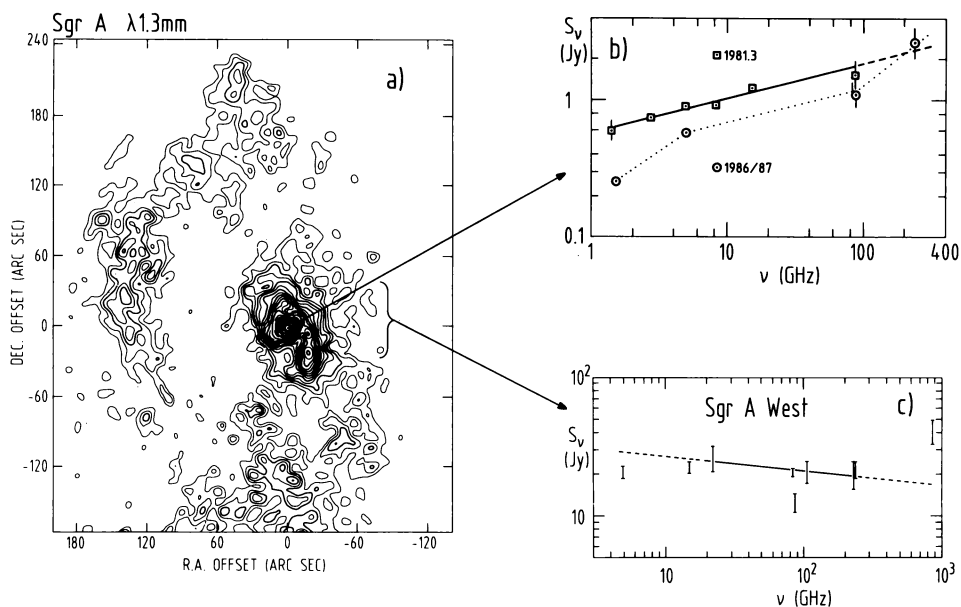 Sgr A λ1.3mm
a)
240
180
120
60
0
-60
-120
DEC. OFFSET (ARC SEC)
180 120 60 0 -60 -120
R.A. OFFSET (ARC SEC)
Sν
(Jy)
b)
1981.3
1
1986/87
0.1
1 10 100 400
ν (GHz)
10²
Sgr A West c)
Sν
(Jy)
10
10 10² 10³
ν (GHz)